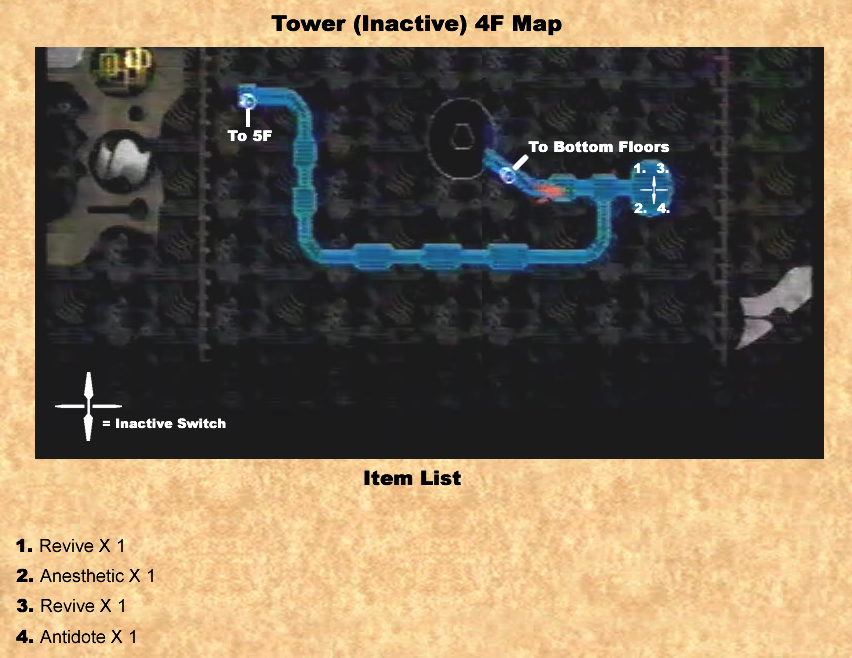 Tower (Inactive) 4F Map
To 5F
To Bottom Floors
1. 3.
2. 4.
= Inactive Switch
Item List
1. Revive X 1
2. Anesthetic X 1
3. Revive X 1
4. Antidote X 1